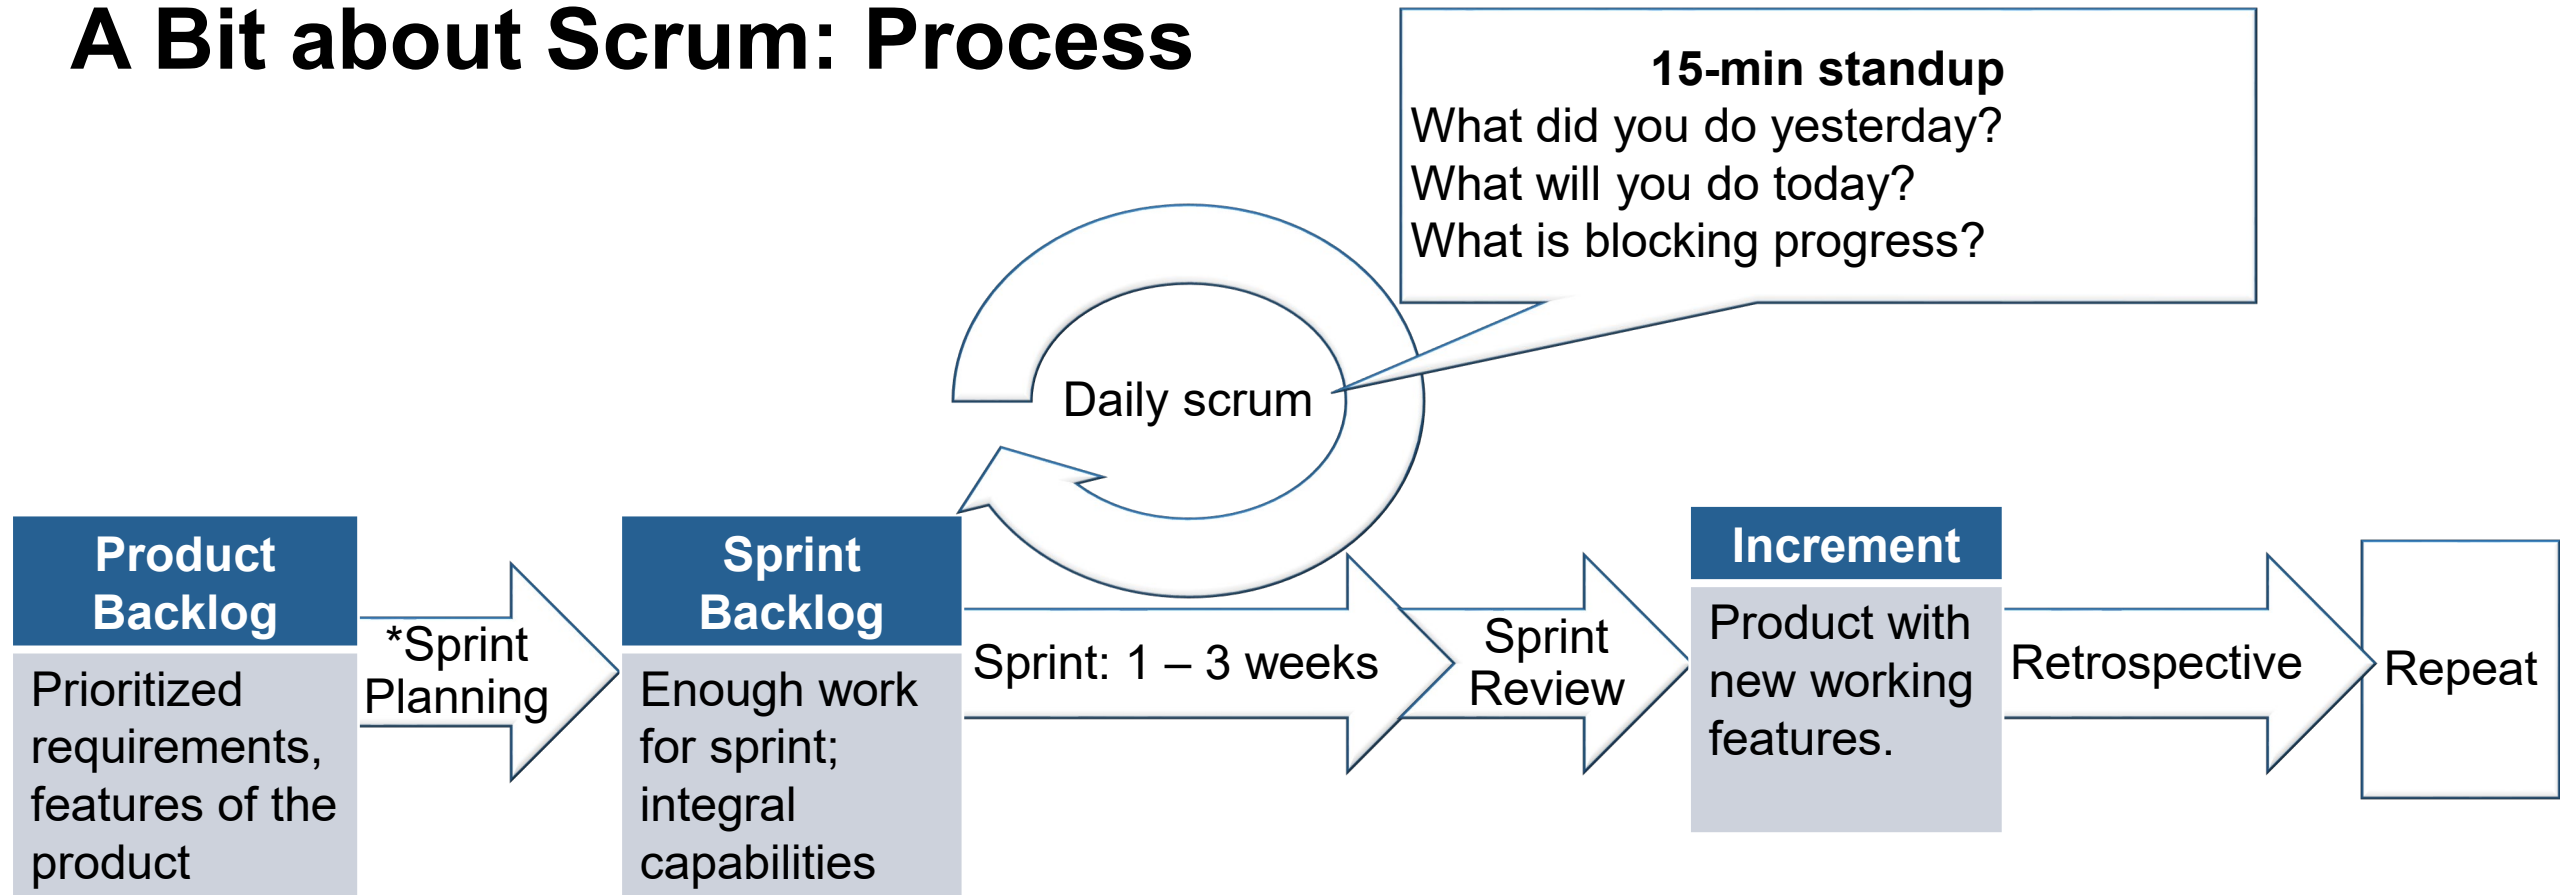 A Bit about Scrum: Process
15-min standup
What did you do yesterday?
What will you do today?
What is blocking progress?
Daily scrum
Product
Backlog
Prioritized
requirements,
features of the
product
*Sprint
Planning
Sprint
Backlog
Enough work
for sprint;
integral
capabilities
Sprint: 1 – 3 weeks
Sprint
Review
Increment
Product with
new working
features.
Retrospective
Repeat